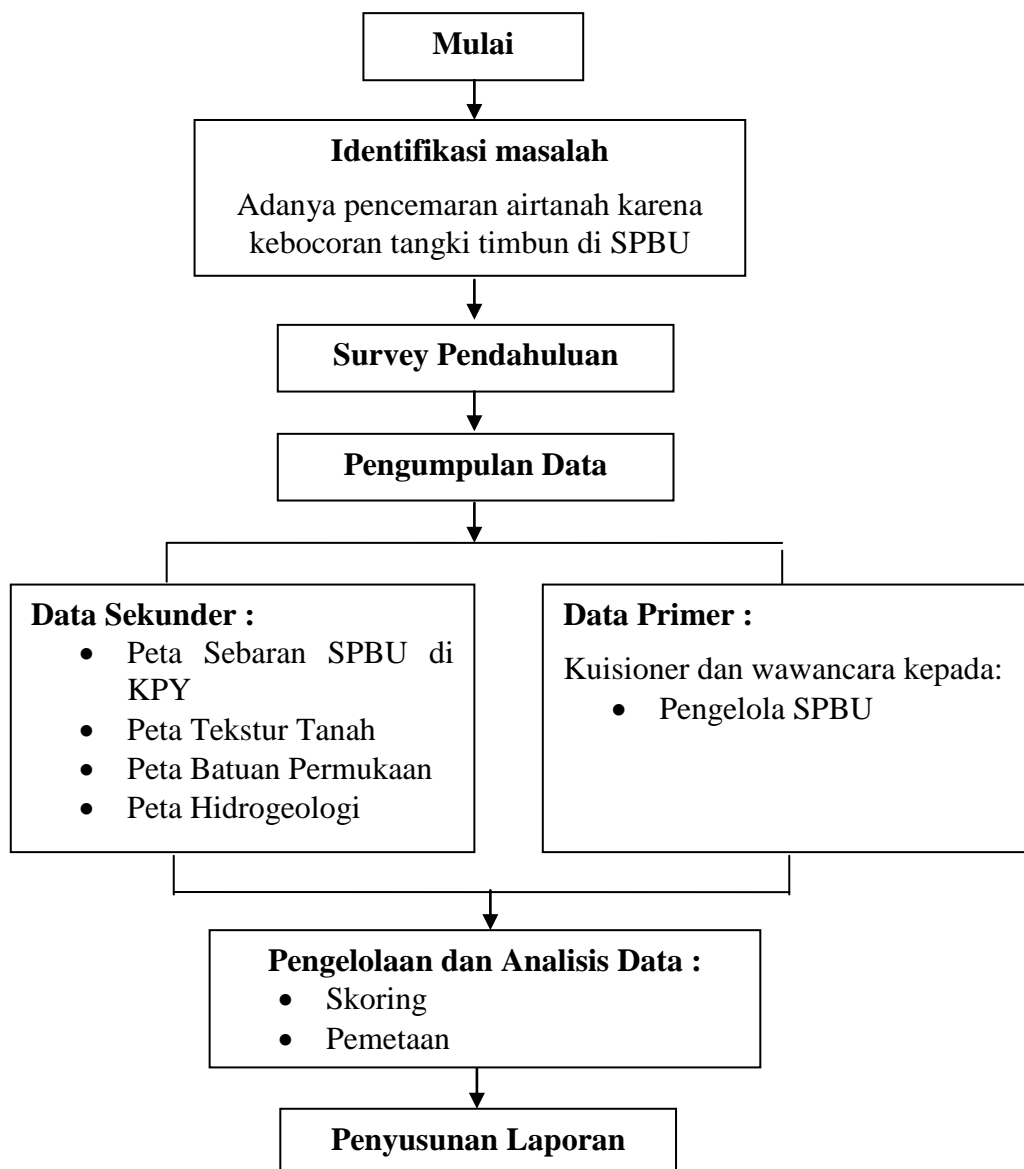 Mulai
Identifikasi masalah
Adanya pencemaran airtanah karena
kebocoran tangki timbun di SPBU
Survey Pendahuluan
Pengumpulan Data
Data Sekunder :
• Peta Sebaran SPBU di
KPY
• Peta Tekstur Tanah
• Peta Batuan Permukaan
• Peta Hidrogeologi
Data Primer :
Kuisioner dan wawancara kepada:
• Pengelola SPBU
Pengelolaan dan Analisis Data :
• Skoring
• Pemetaan
Penyusunan Laporan